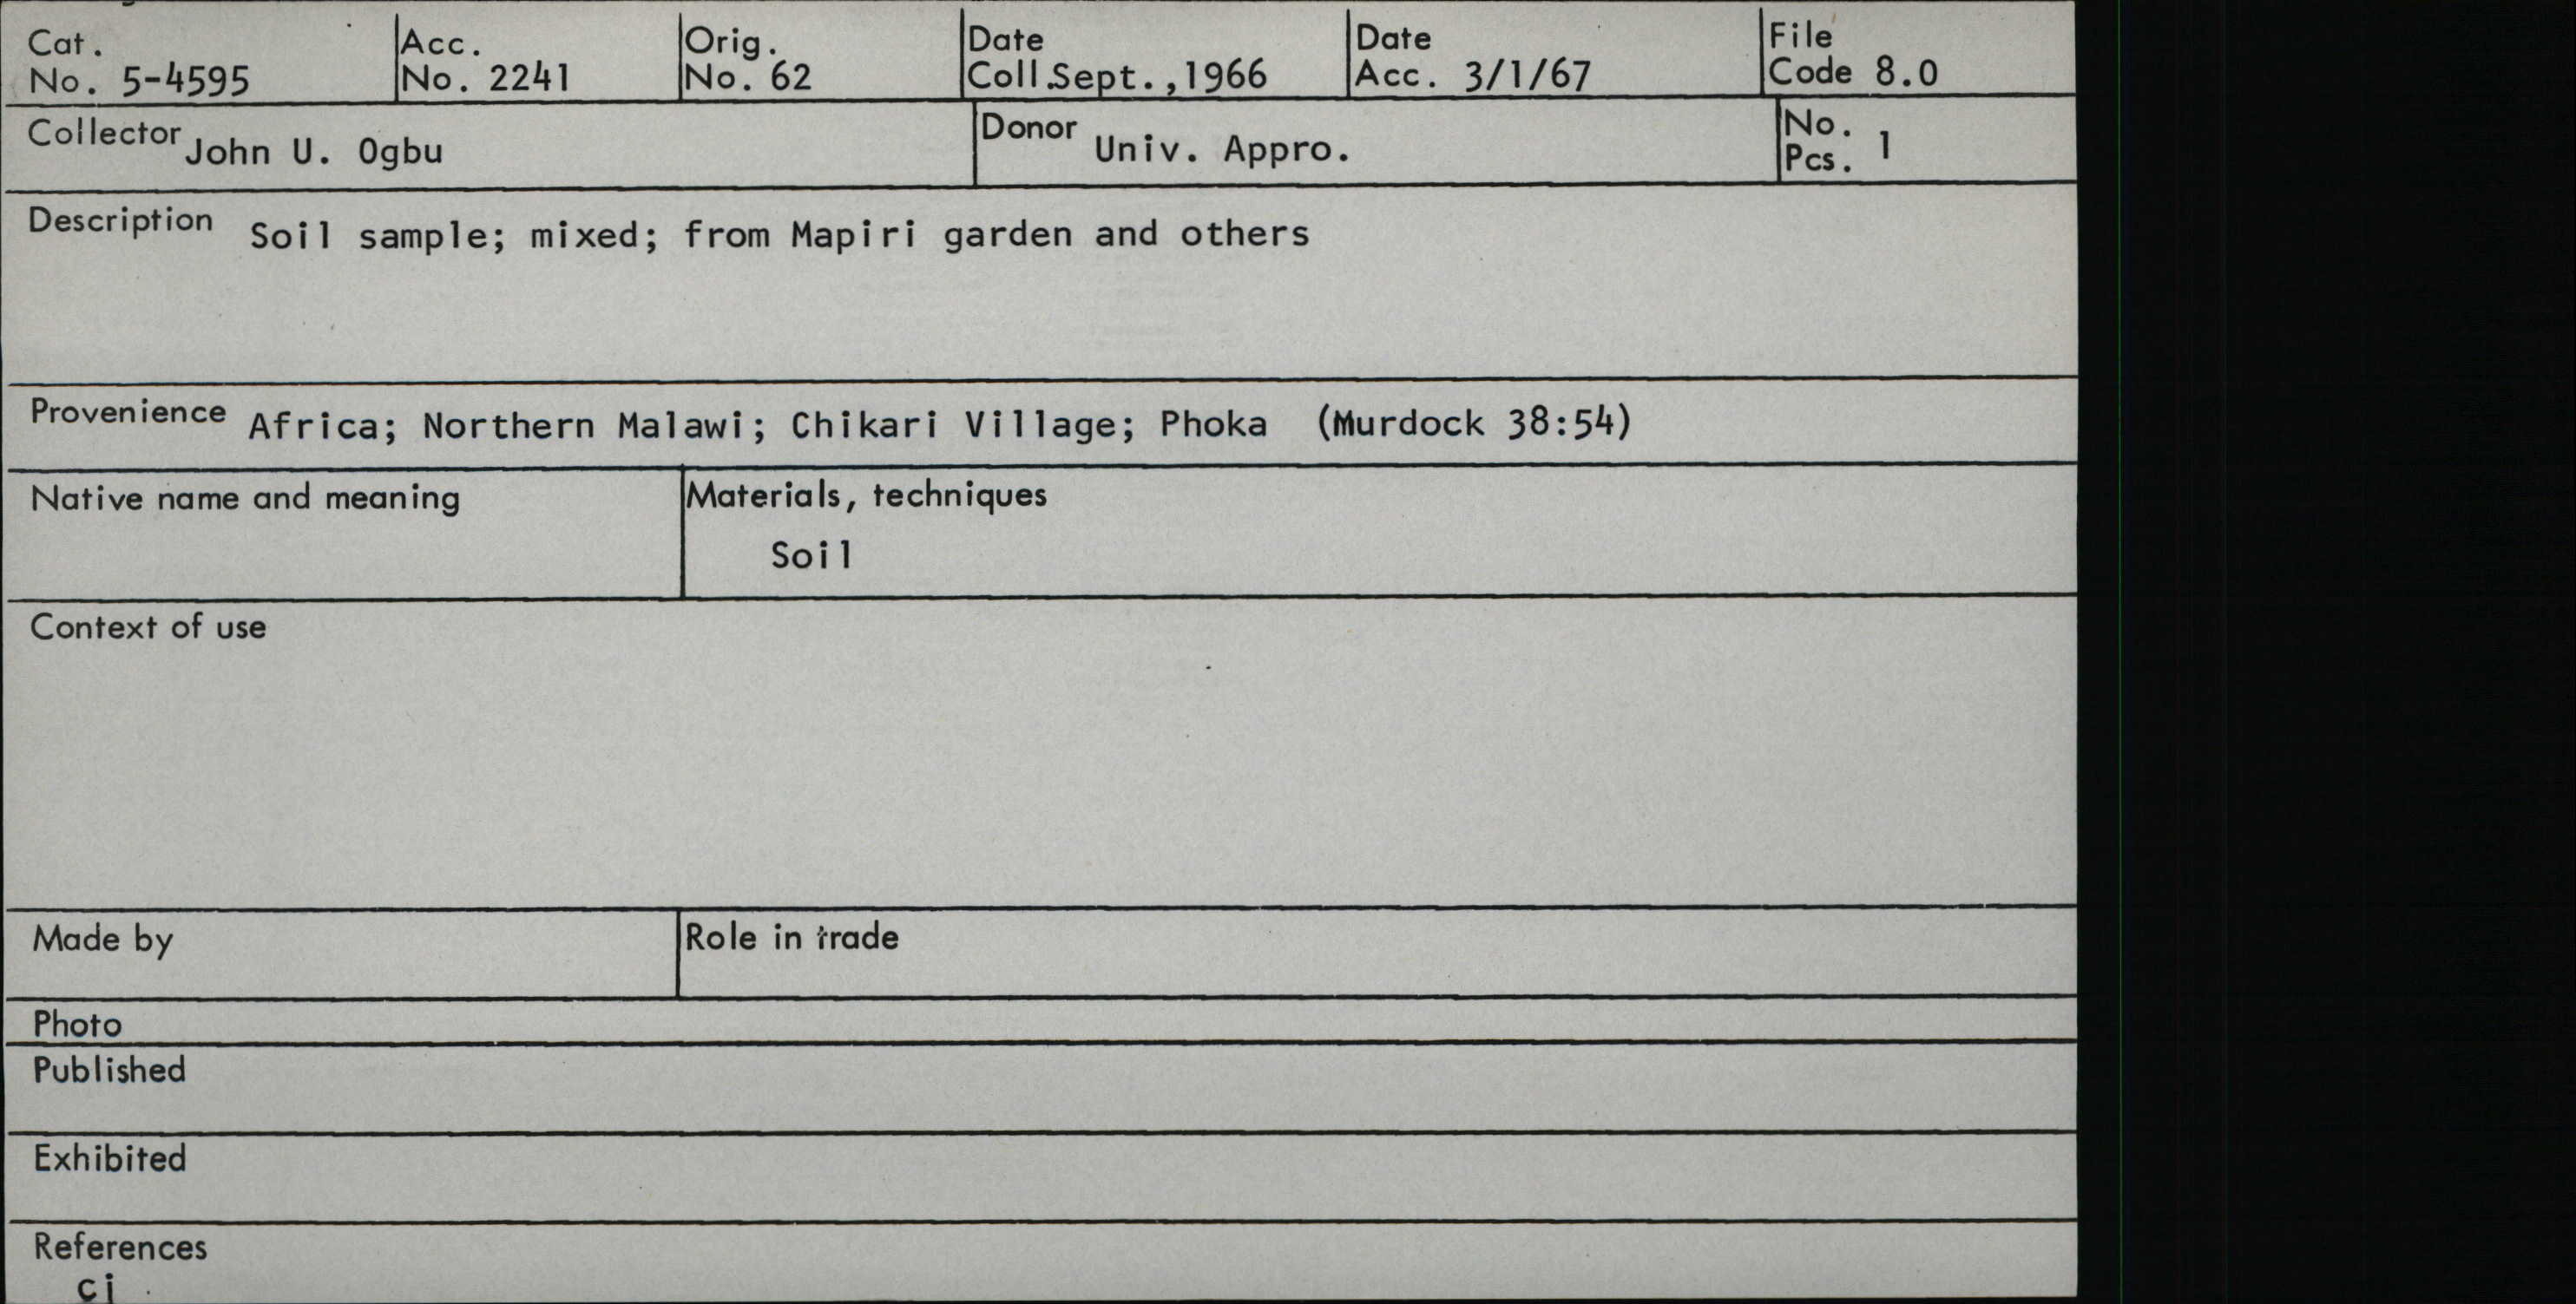 Cat. No. 5-4595
Acc. No. 2241
Orig. No. 62
Date Coll. Sept.,1966
Date Acc. 3/1/67
File Code 8.0
Collector John U. Ogbu
Donor Univ. Appro.
No. Pcs. 1
Description Soil sample; mixed; from Mapiri garden and others
Provenience Africa; Northern Malawi; Chikari Village; Phoka (Murdock 38:54)
Native name and meaning
Materials, techniques
Soil
Context of use
Made by
Role in trade
Photo
Published
Exhibited
References
ci